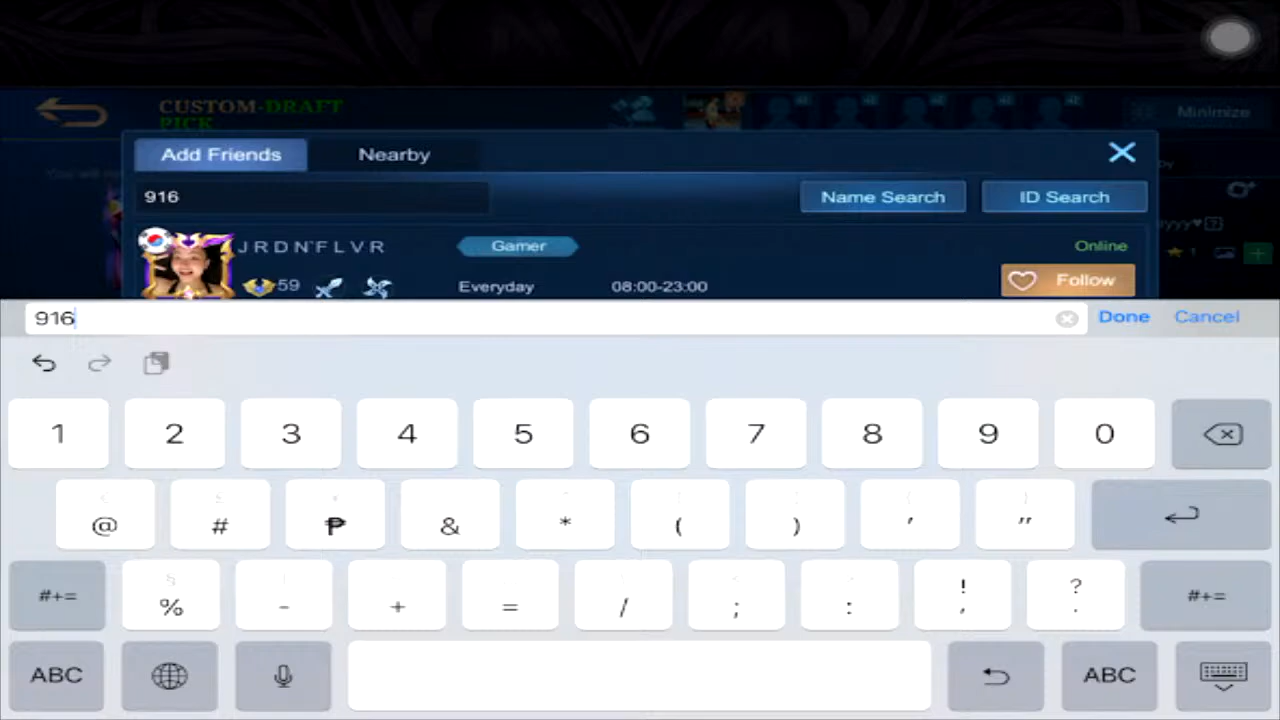 CUSTOM-DRAFT
PICK
Minimize
Add Friends
Nearby
916
Name Search
ID Search
J R D N ̂ F L V R
Gamer
Online
59
Everyday
08:00-23:00
Follow
916
Done
Cancel
1 2 3 4 5 6 7 8 9 0
@ # ₱ & * ( ) ' "
#+= % - + = / ; : ! , ? . #+=
ABC
ABC